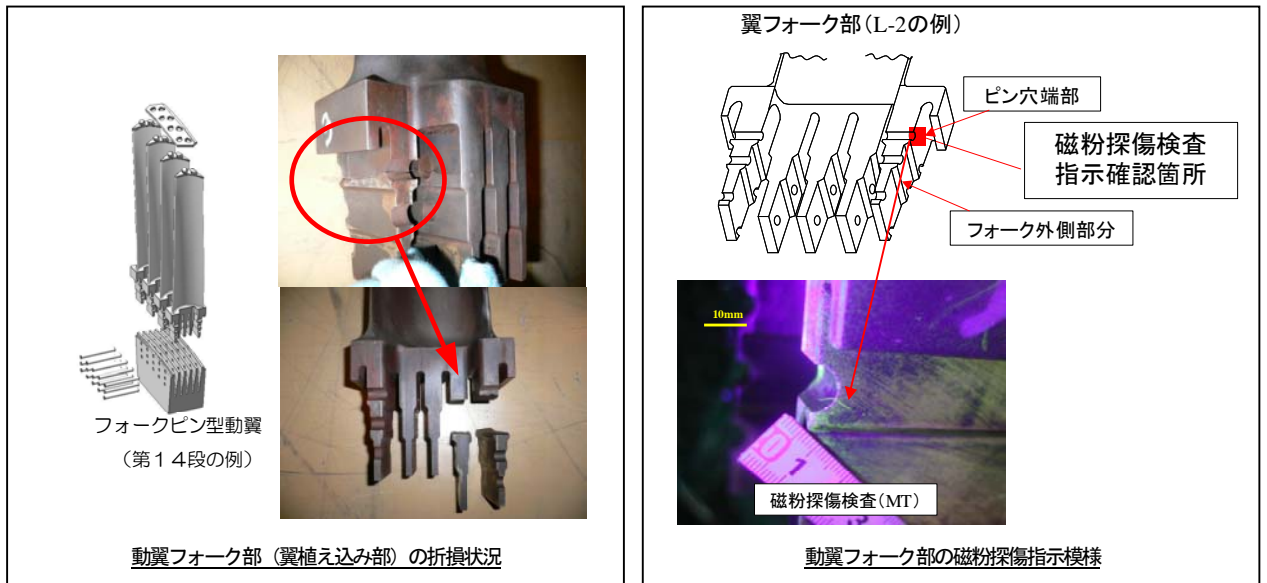 フォークピン型動翼
（第１４段の例）
動翼フォーク部（翼植え込み部）の折損状況
翼フォーク部（L-2の例）
ピン穴端部
磁粉探傷検査
指示確認箇所
フォーク外側部分
10mm
0 1
3
磁粉探傷検査（MT）
動翼フォーク部の磁粉探傷指示模様